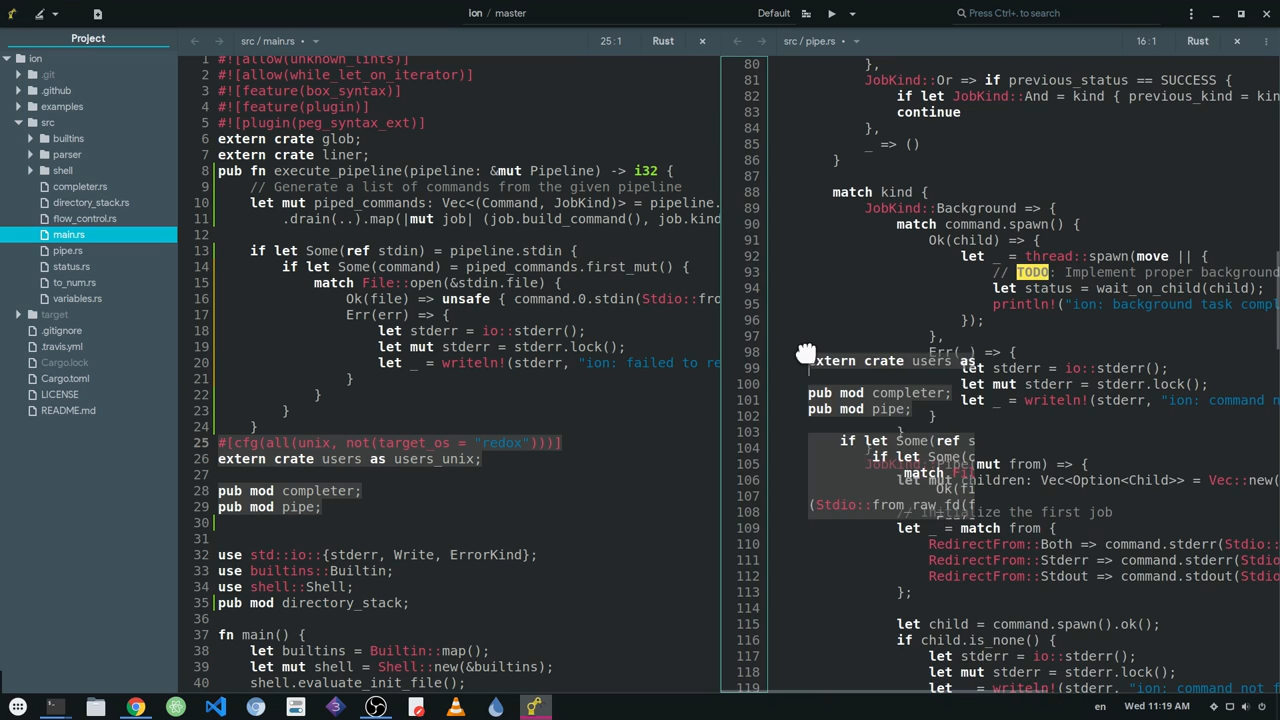 ion / master
Default
Press Ctrl+. to search
Project
ion
.git
.github
examples
src
builtins
parser
shell
completer.rs
directory_stack.rs
flow_control.rs
main.rs
pipe.rs
status.rs
to_num.rs
variables.rs
target
.gitignore
.travis.yml
Cargo.lock
Cargo.toml
LICENSE
README.md
src / main.rs •
25 : 1
Rust
1 #![allow(unknown_lints)]
2 #![allow(while_let_on_iterator)]
3 #![feature(box_syntax)]
4 #![feature(plugin)]
5 #![plugin(peg_syntax_ext)]
6 extern crate glob;
7 extern crate liner;
8 pub fn execute_pipeline(pipeline: &mut Pipeline) -> i32 {
9 // Generate a list of commands from the given pipeline
10 let mut piped_commands: Vec<(Command, JobKind)> = pipeline.
11 .drain(..).map(|mut job| (job.build_command(), job.kind
12
13 if let Some(ref stdin) = pipeline.stdin {
14 if let Some(command) = piped_commands.first_mut() {
15 match File::open(&stdin.file) {
16 Ok(file) => unsafe { command.0.stdin(Stdio::fro
17 Err(err) => {
18 let stderr = io::stderr();
19 let mut stderr = stderr.lock();
20 let _ = writeln!(stderr, "ion: failed to re
21 }
22 }
23 }
24 }
25 #[cfg(all(unix, not(target_os = "redox")))]
26 extern crate users as users_unix;
27
28 pub mod completer;
29 pub mod pipe;
30
31
32 use std::io::{stderr, Write, ErrorKind};
33 use builtins::Builtin;
34 use shell::Shell;
35 pub mod directory_stack;
36
37 fn main() {
38 let builtins = Builtin::map();
39 let mut shell = Shell::new(&builtins);
40 shell.evaluate_init_file();
src / pipe.rs •
16 : 1
Rust
80 },
81 JobKind::Or => if previous_status == SUCCESS {
82 if let JobKind::And = kind { previous_kind = kin
83 continue
84 },
85 _ => ()
86 }
87
88 match kind {
89 JobKind::Background => {
90 match command.spawn() {
91 Ok(child) => {
92 let _ = thread::spawn(move || {
93 // TODO: Implement proper background
94 let status = wait_on_child(child);
95 println!("ion: background task compl
96 });
97 },
98 Err(_) => {
99 let stderr = io::stderr();
100 let mut stderr = stderr.lock();
101 let _ = writeln!(stderr, "ion: command n
102 }
103 }
104
105 mut from) => {
106 let mut children: Vec<Option<Child>> = Vec::new(
107
108 // Initialize the first job
109 let _ = match from {
110 RedirectFrom::Both => command.stderr(Stdio:
111 RedirectFrom::Stderr => command.stderr(Stdi
112 RedirectFrom::Stdout => command.stdout(Stdi
113 };
114
115 let child = command.spawn().ok();
116 if child.is_none() {
117 let stderr = io::stderr();
118 let mut stderr = stderr.lock();
119 let _ = writeln!(stderr, "ion: command not f
extern crate users as
pub mod completer;
pub mod pipe;
if let Some(ref s
if let Some(c
match Fi
Ok(fi
(Stdio::from_raw_fd(f
en
Wed 11:19 AM